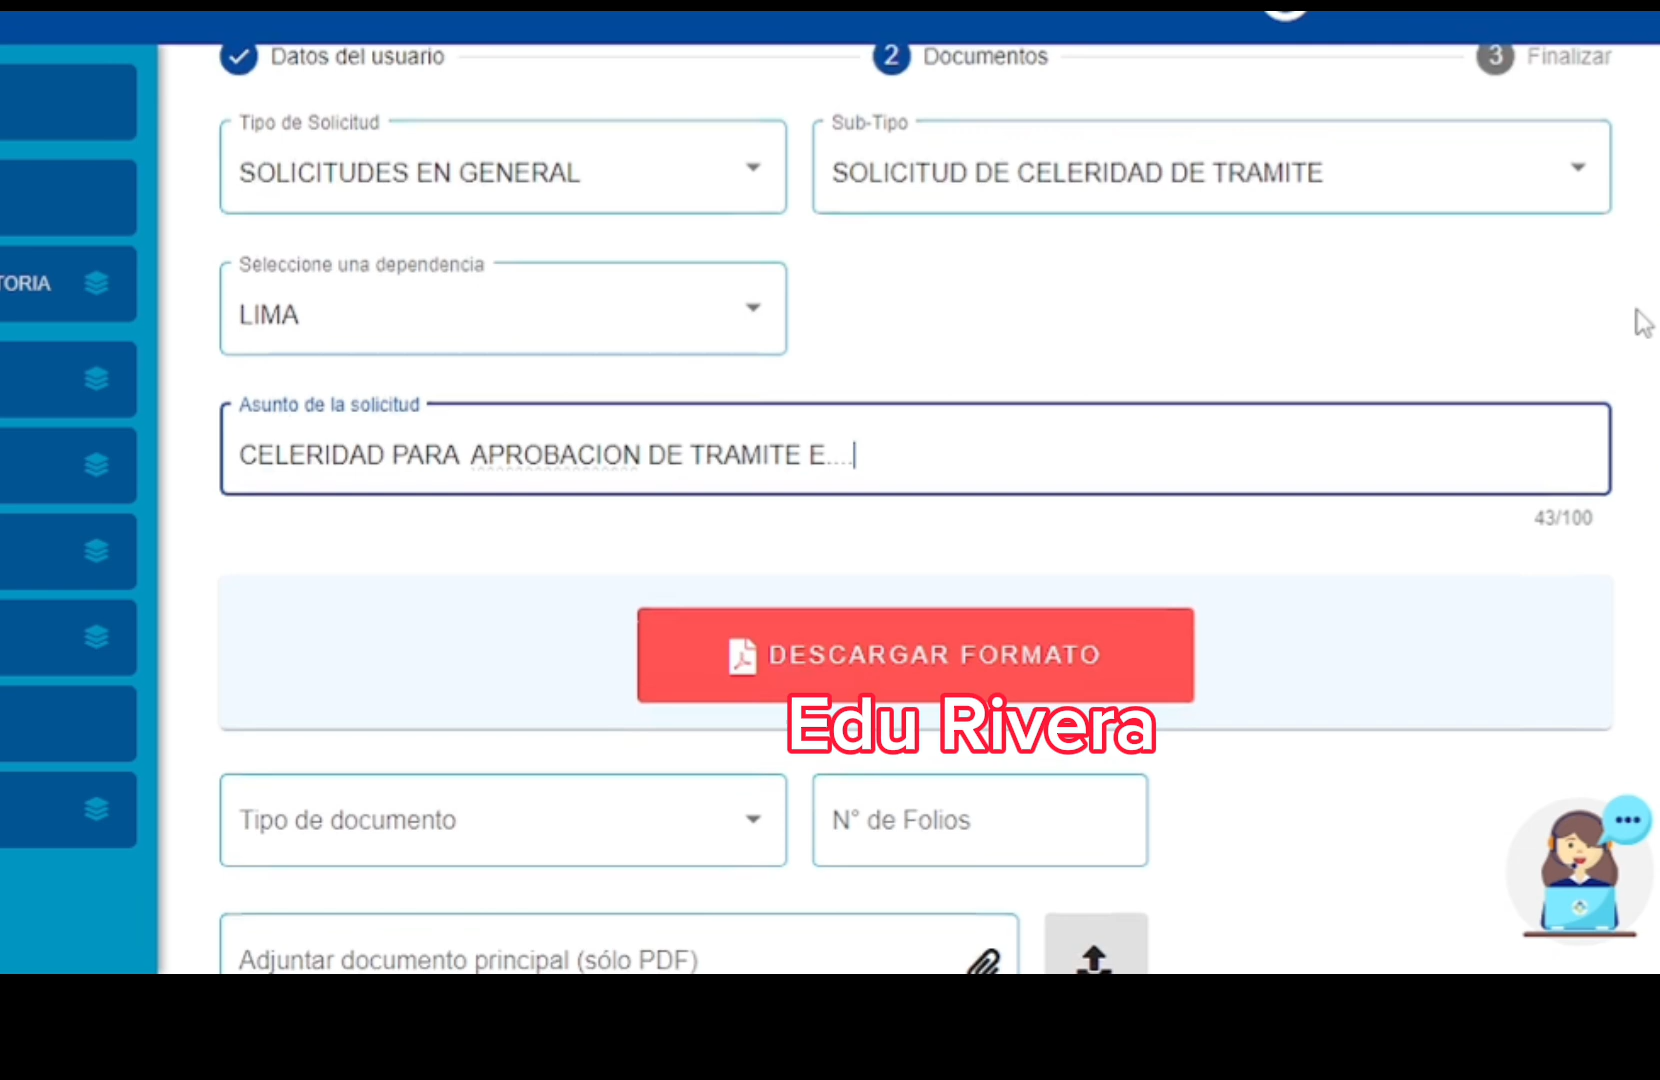 Datos del usuario
2 Documentos
3 Finalizar
Tipo de Solicitud
SOLICITUDES EN GENERAL
Sub-Tipo
SOLICITUD DE CELERIDAD DE TRAMITE
Seleccione una dependencia
LIMA
TORIA
Asunto de la solicitud
CELERIDAD PARA APROBACION DE TRAMITE E....
43/100
DESCARGAR FORMATO
Edu Rivera
Tipo de documento
N° de Folios
Adjuntar documento principal (sólo PDF)